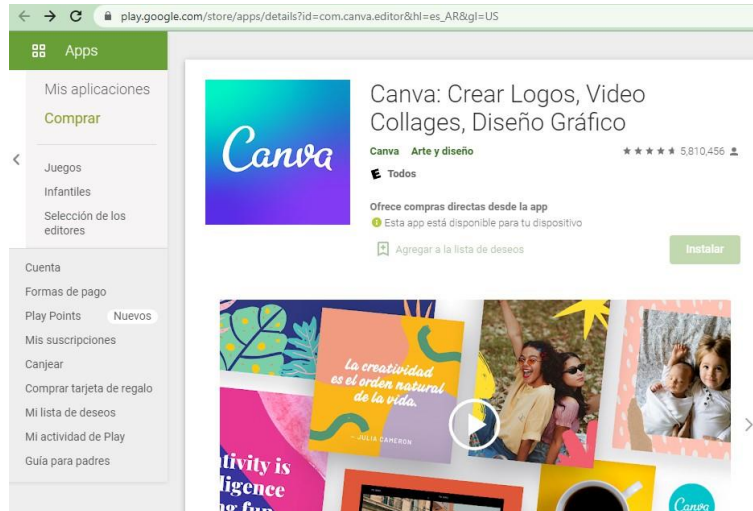 play.google.com/store/apps/details?id=com.canva.editor&hl=es_AR&gl=US
Apps
Mis aplicaciones
Comprar
Juegos
Infantiles
Selección de los
editores
Cuenta
Formas de pago
Play Points Nuevos
Mis suscripciones
Canjear
Comprar tarjeta de regalo
Mi lista de deseos
Mi actividad de Play
Guía para padres
Canva
Canva: Crear Logos, Video
Collages, Diseño Gráfico
Canva Arte y diseño 5,810,456
E Todos
Ofrece compras directas desde la app
Esta app está disponible para tu dispositivo
Agregar a la lista de deseos Instalar
La creatividad
es el orden natural
de la vida.
— JULIA CAMERON
tivity is
ligence
Canva